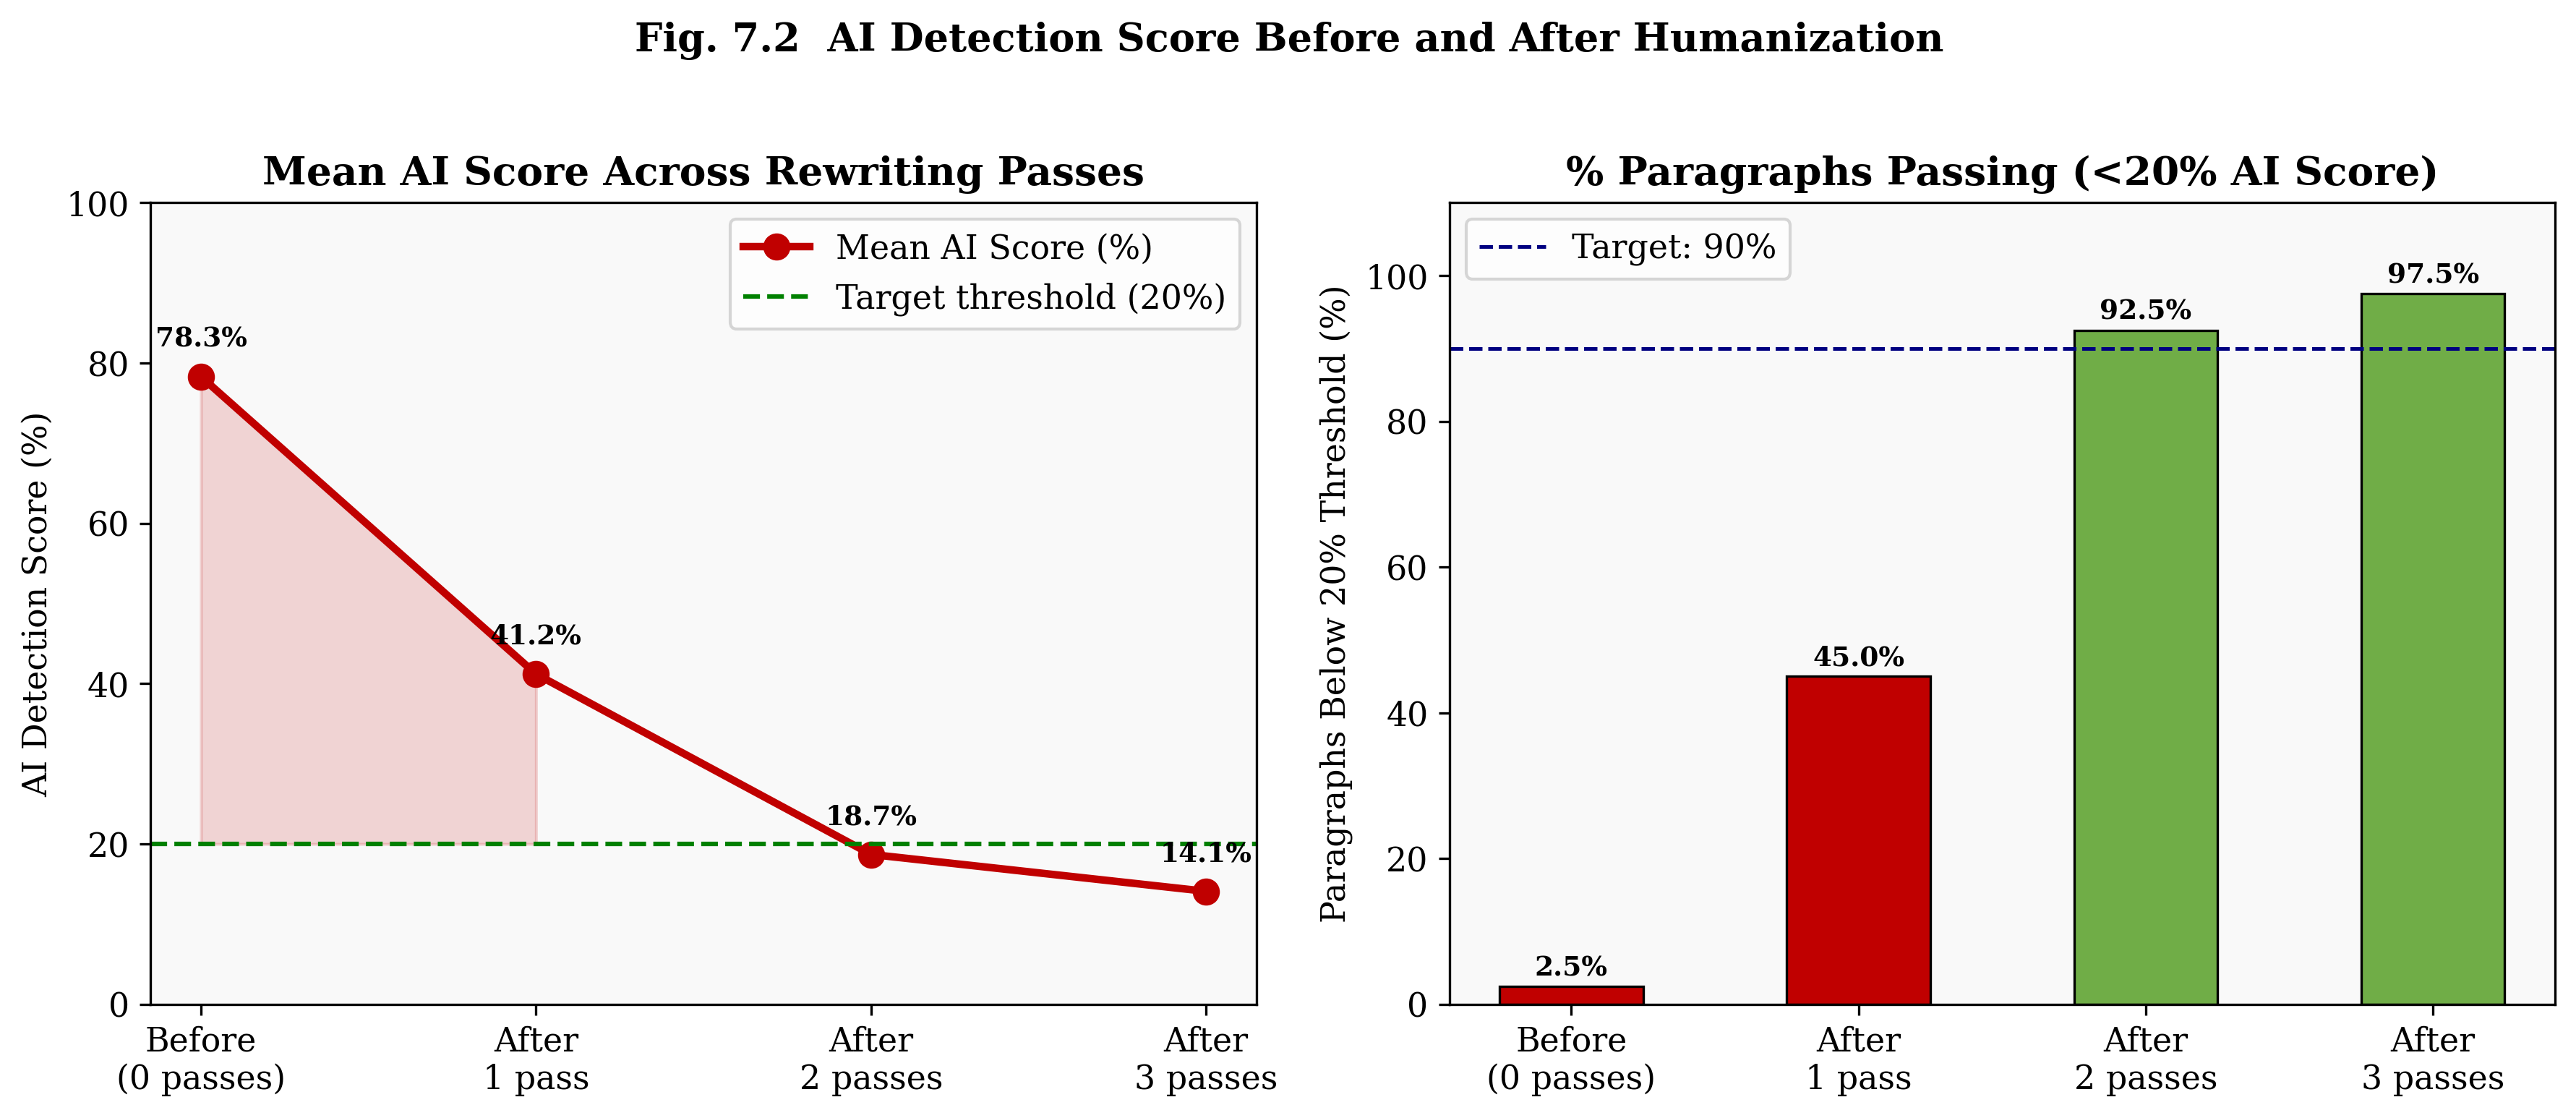 Fig. 7.2  AI Detection Score Before and After Humanization
Mean AI Score Across Rewriting Passes
AI Detection Score (%)
100
80
60
40
20
0
Mean AI Score (%)
Target threshold (20%)
78.3%
41.2%
18.7%
14.1%
Before
(0 passes)
After
1 pass
After
2 passes
After
3 passes
% Paragraphs Passing (<20% AI Score)
Paragraphs Below 20% Threshold (%)
100
80
60
40
20
0
Target: 90%
2.5%
45.0%
92.5%
97.5%
Before
(0 passes)
After
1 pass
After
2 passes
After
3 passes